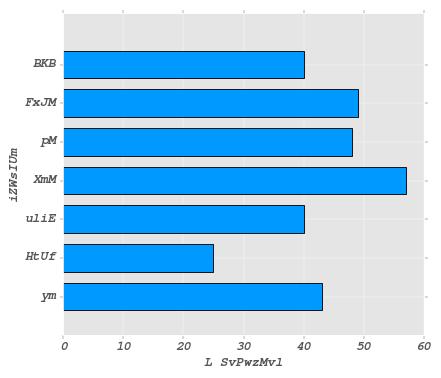 BKB
FxJM
pM
XmM
uliE
HtUf
ym
iZWsIUm
0 10 20 30 40 50 60
L SvPwzMvl